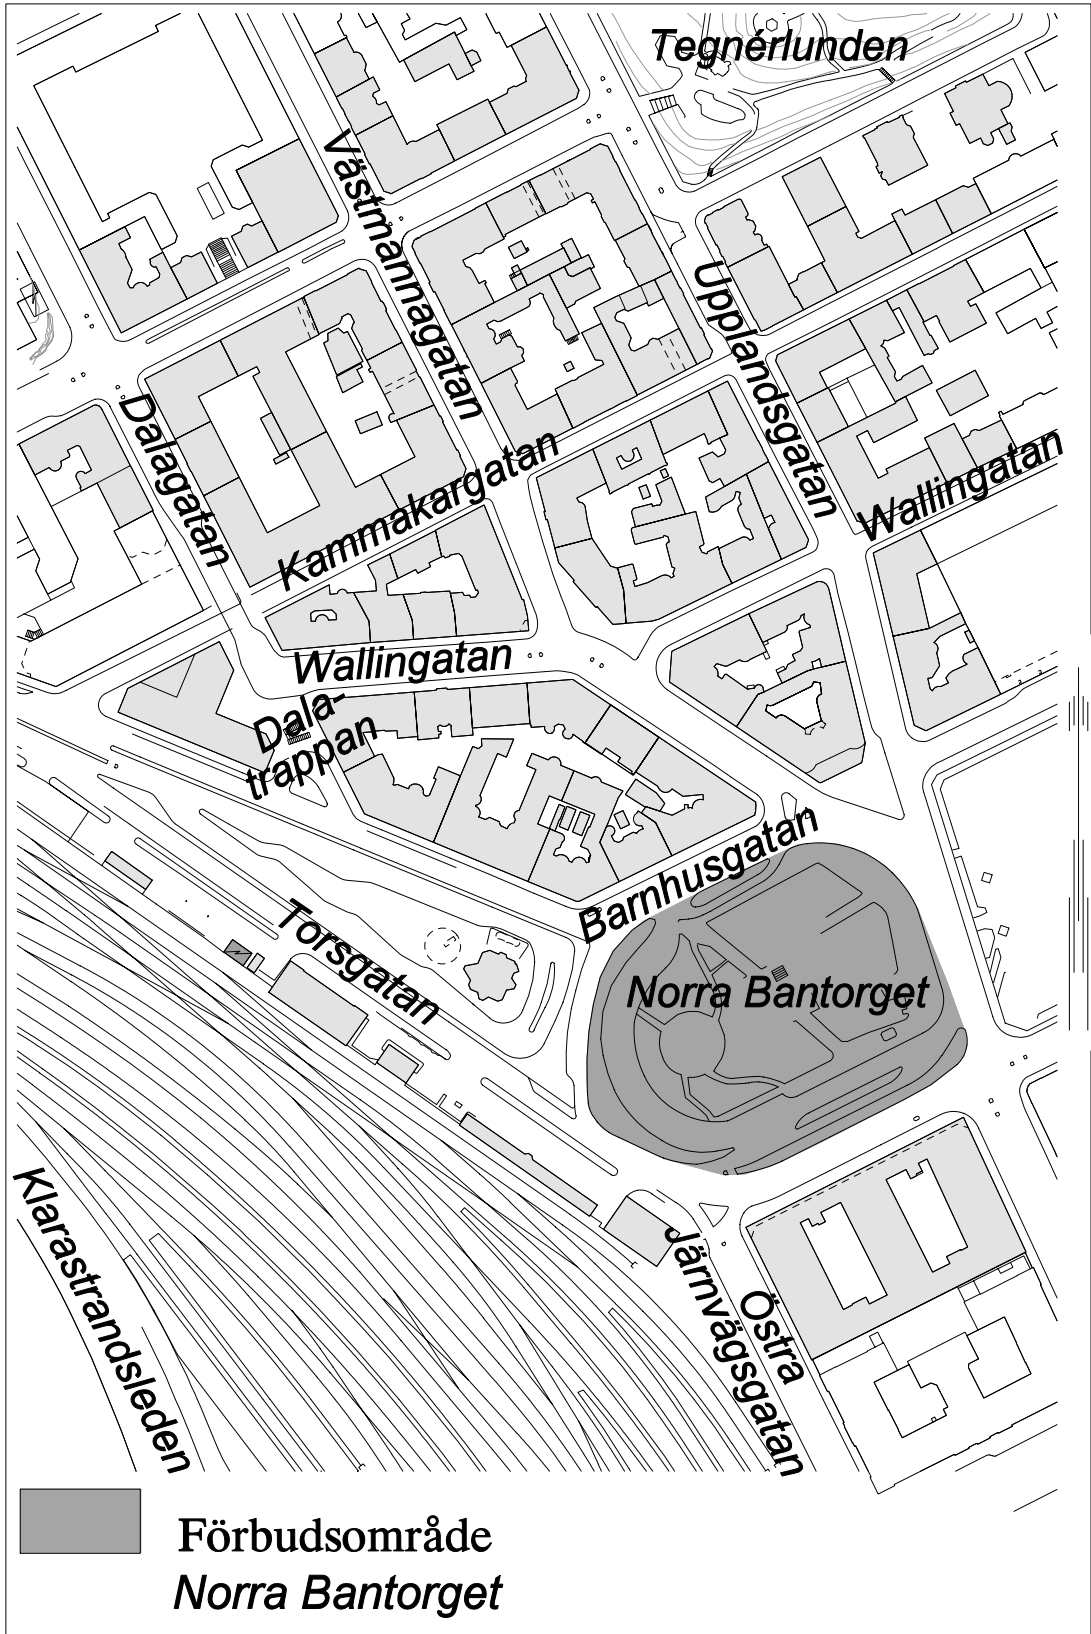 Tegnérlunden
Västmannagatan
Upplandsgatan
Dalagatan
Kammakargatan
Wallingatan
Wallingatan
Dala-
trappan
Barnhusgatan
Torsgatan
Norra Bantorget
Klarastrandsleden
Östra
Järnvägsgatan
Förbudsområde
Norra Bantorget